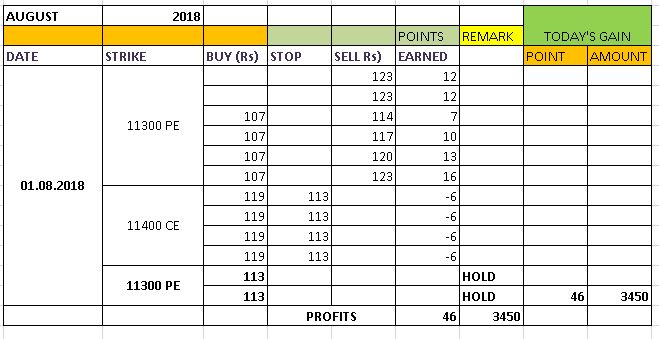 AUGUST 2018
POINTS REMARK TODAY'S GAIN
DATE STRIKE BUY (Rs) STOP SELL Rs) EARNED POINT AMOUNT
123 12
123 12
107 114 7
11300 PE
107 117 10
107 120 13
107 123 16
01.08.2018
119 113 -6
119 113 -6
11400 CE
119 113 -6
119 113 -6
113 HOLD
11300 PE
113 HOLD 46 3450
PROFITS 46 3450